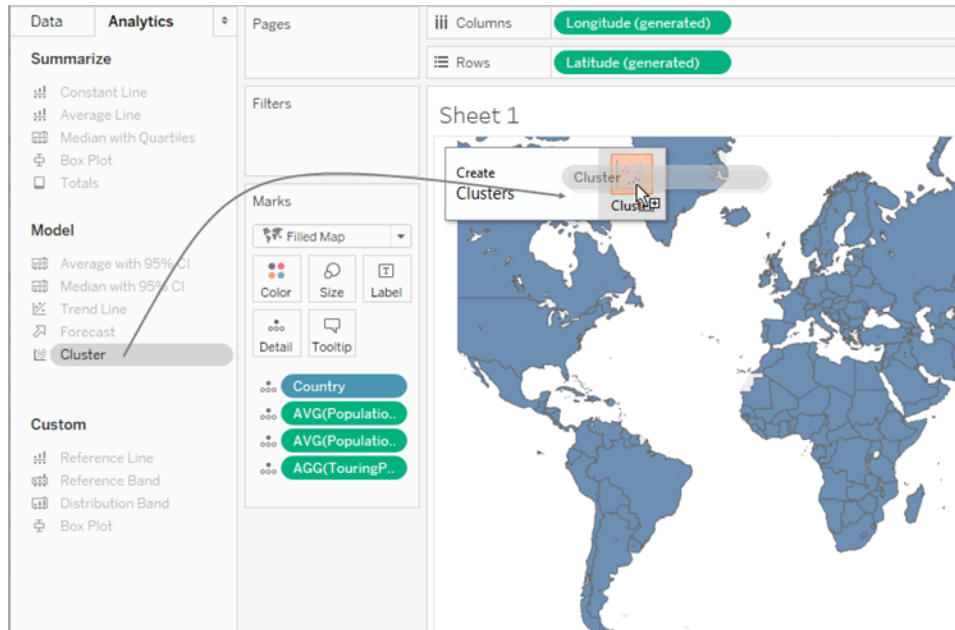 Data
Analytics
Summarize
Constant Line
Average Line
Median with Quartiles
Box Plot
Totals
Model
Average with 95% CI
Median with 95% CI
Trend Line
Forecast
Cluster
Custom
Reference Line
Reference Band
Distribution Band
Box Plot
Pages
Filters
Marks
Filled Map
Color
Size
Label
Detail
Tooltip
Country
AVG(Populatio..
AVG(Populatio..
AGG(TouringP..
Columns
Longitude (generated)
Rows
Latitude (generated)
Sheet 1
Create
Clusters
Cluster